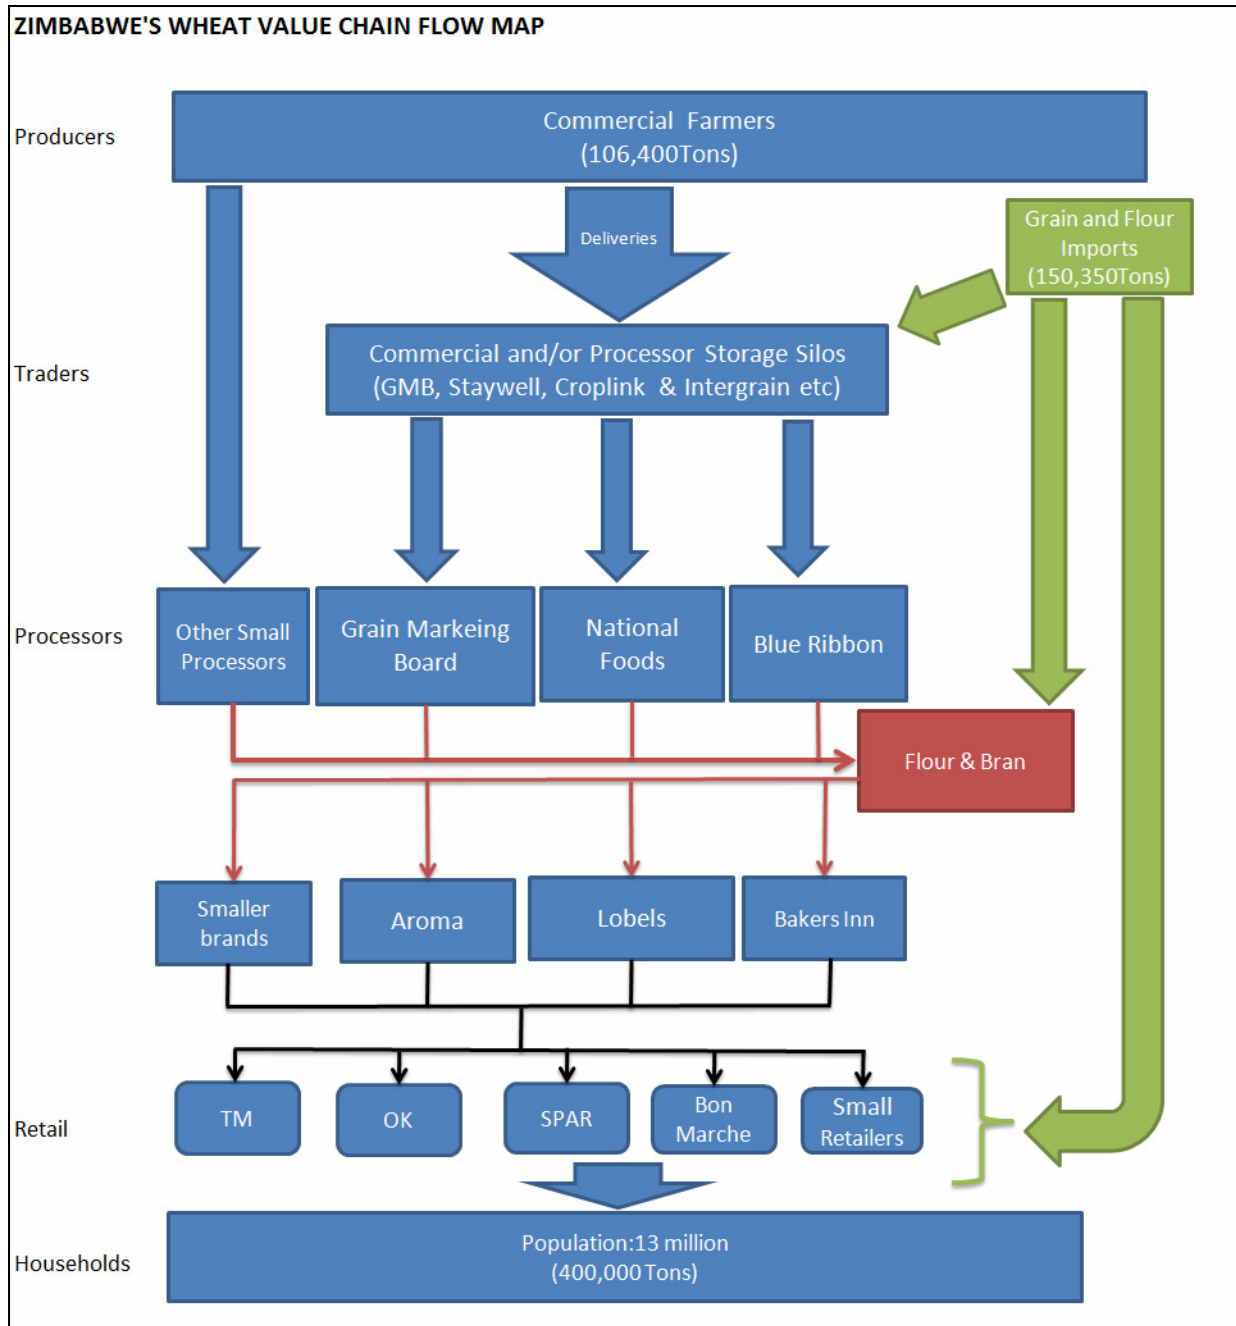 ZIMBABWE'S WHEAT VALUE CHAIN FLOW MAP
Producers
Commercial Farmers
(106,400Tons)
Deliveries
Grain and Flour
Imports
(150,350Tons)
Traders
Commercial and/or Processor Storage Silos
(GMB, Staywell, Croplink & Intergrain etc)
Processors
Other Small
Processors
Grain Markeing
Board
National
Foods
Blue Ribbon
Flour & Bran
Smaller
brands
Aroma
Lobels
Bakers Inn
Retail
TM
OK
SPAR
Bon
Marche
Small
Retailers
Households
Population:13 million
(400,000Tons)